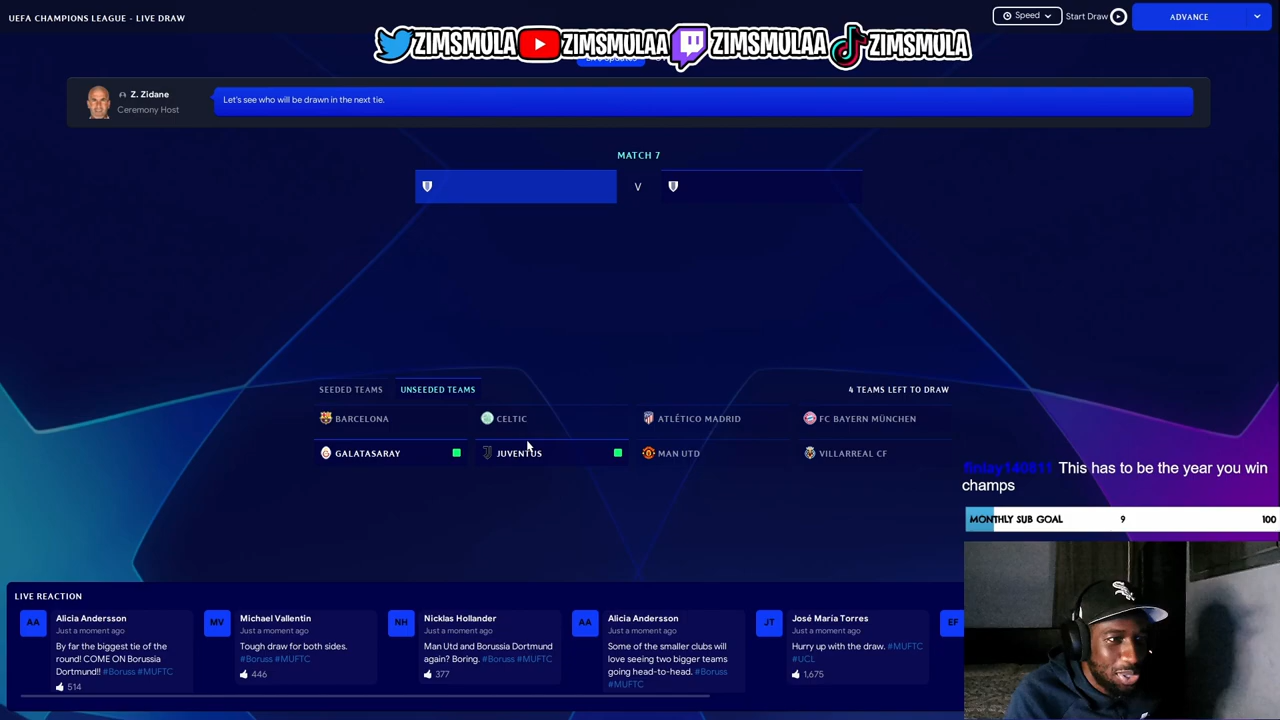 UEFA CHAMPIONS LEAGUE - LIVE DRAW
Speed
Start Draw
ADVANCE
ZIMSMULA
ZIMSMULAA
ZIMSMULAA
ZIMSMULA
Live Updates
Z. Zidane
Ceremony Host
Let's see who will be drawn in the next tie.
MATCH 7
V
SEEDED TEAMS
UNSEEDED TEAMS
4 TEAMS LEFT TO DRAW
BARCELONA
CELTIC
ATLÉTICO MADRID
FC BAYERN MÜNCHEN
GALATASARAY
JUVENTUS
MAN UTD
VILLARREAL CF
finlay140811 This has to be the year you win
champs
MONTHLY SUB GOAL 9 100
LIVE REACTION
AA
Alicia Andersson
Just a moment ago
By far the biggest tie of the
round! COME ON Borussia
Dortmund!! #Boruss #MUFTC
514
MV
Michael Vallentin
Just a moment ago
Tough draw for both sides.
#Boruss #MUFTC
446
NH
Nicklas Hollander
Just a moment ago
Man Utd and Borussia Dortmund
again? Boring. #Boruss #MUFTC
377
AA
Alicia Andersson
Just a moment ago
Some of the smaller clubs will
love seeing two bigger teams
going head-to-head. #Boruss
#MUFTC
JT
José María Torres
Just a moment ago
Hurry up with the draw. #MUFTC
#UCL
1,675
EF